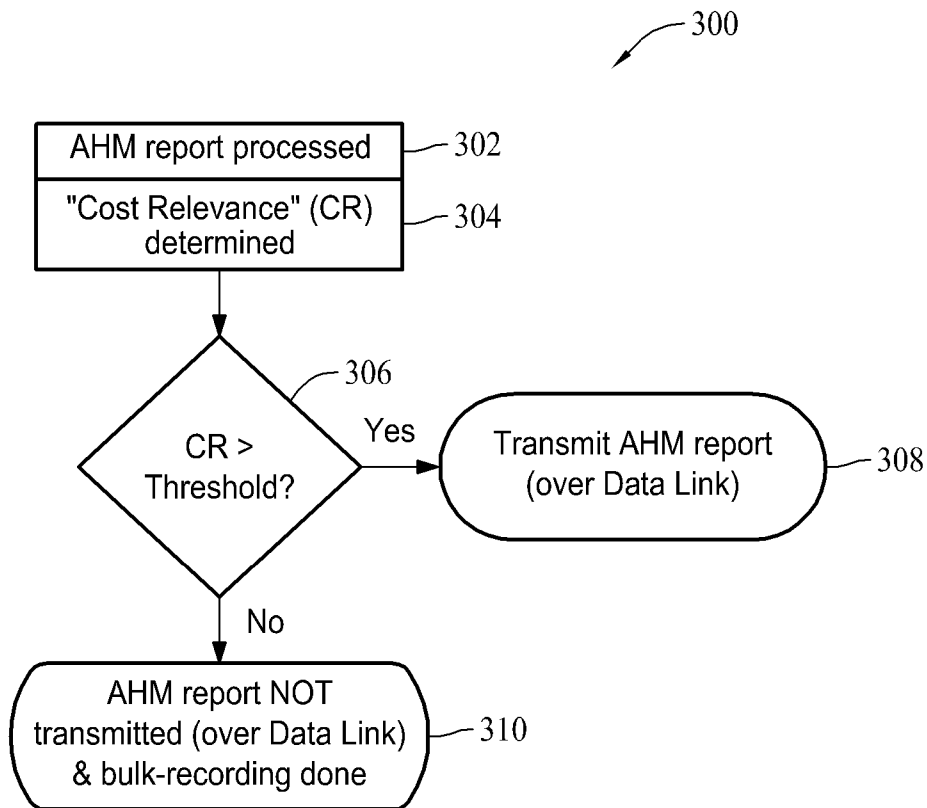 300
AHM report processed
302
"Cost Relevance" (CR)
determined
304
306
CR >
Threshold?
Yes
Transmit AHM report
(over Data Link)
308
No
AHM report NOT
transmitted (over Data Link)
& bulk-recording done
310